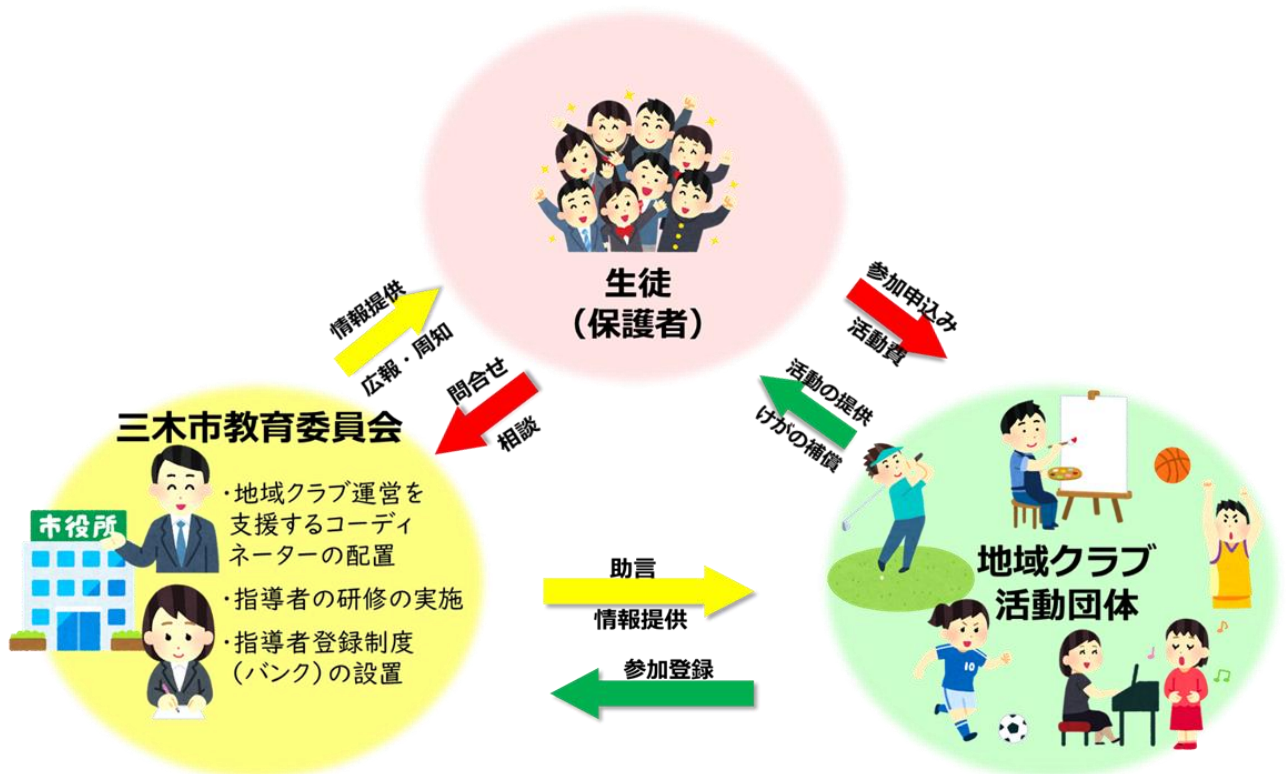 生徒
（保護者）
情報提供
広報・周知
問合せ
相談
参加申込み
活動費
活動の提供
けがの補償
三木市教育委員会
市役所
・地域クラブ運営を
支援するコーディ
ネーターの配置
・指導者の研修の実施
・指導者登録制度
（バンク）の設置
助言
情報提供
参加登録
地域クラブ
活動団体
10